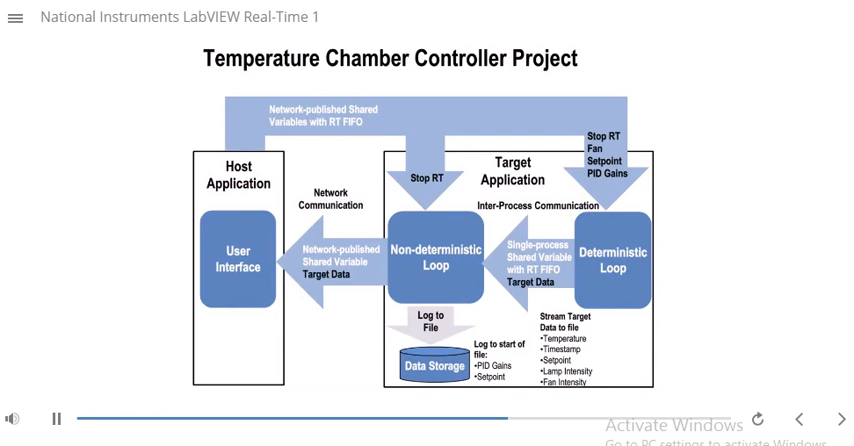 National Instruments LabVIEW Real-Time 1
Temperature Chamber Controller Project
Network-published Shared
Variables with RT FIFO
Stop RT
Fan
Setpoint
PID Gains
Host
Application
Target
Application
Stop RT
Network
Communication
Inter-Process Communication
User
Interface
Network-published
Shared Variable
Target Data
Non-deterministic
Loop
Single-process
Shared Variable
with RT FIFO
Target Data
Deterministic
Loop
Log to
File
Data Storage
Log to start of
file:
•PID Gains
•Setpoint
Stream Target
Data to file
•Temperature
•Timestamp
•Setpoint
•Lamp Intensity
•Fan Intensity
Activate Windows
Go to PC settings to activate Windows.